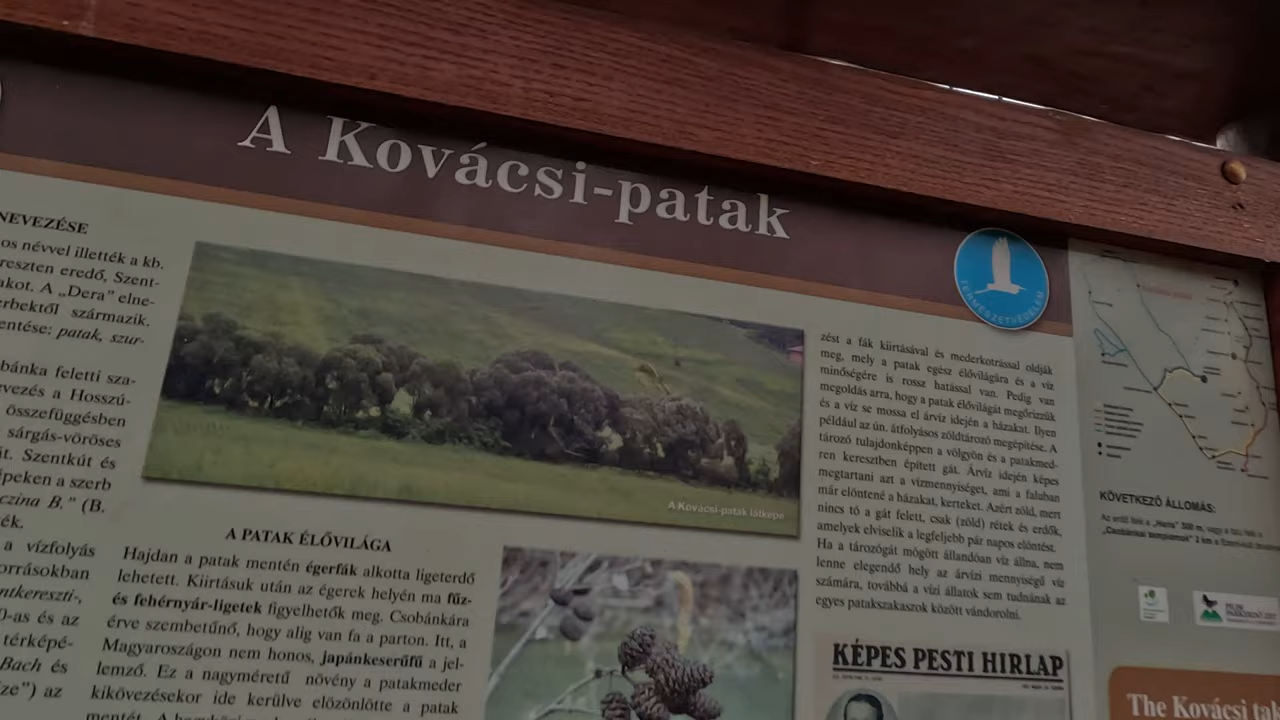 A Kovácsi-patak
NEVEZÉSE
os névvel illették a kb.
reszten eredő, Szent-
akot. A „Dera” elne-
erbektől származik.
entése: patak, szur-
bánka feletti sza-
evezés a Hosszú-
összefüggésben
sárgás-vöröses
át. Szentkút és
épeken a szerb
czina B.” (B.
ék.
a vízfolyás
orrásokban
ntkereszti-,
0-as és az
térképé-
Bach és
ze”) az
A Kovácsi-patak látképe
A PATAK ÉLŐVILÁGA
Hajdan a patak mentén égerfák alkotta ligeterdő
lehetett. Kiirtásuk után az égerek helyén ma fűz-
és fehérnyár-ligetek figyelhetők meg. Csobánkára
érve szembetűnő, hogy alig van fa a parton. Itt, a
Magyaroszágon nem honos, japánkeserűfű a jel-
lemző. Ez a nagyméretű növény a patakmeder
kikövezésekor ide kerülve elözönlötte a patak
mentét.
zést a fák kiirtásával és mederkotrással oldják
meg, mely a patak egész élővilágára és a víz
minőségére is rossz hatással van. Pedig van
megoldás arra, hogy a patak élővilágát megőrizzük
és a víz se mossa el árvíz idején a házakat. Ilyen
például az ún. átfolyásos zöldtározó megépítése. A
tározó tulajdonképpen a völgyön és a patakmed-
ren keresztben épített gát. Árvíz idején képes
megtartani azt a vízmennyiséget, ami a faluban
már elöntené a házakat, kerteket. Azért zöld, mert
nincs tó a gát felett, csak (zöld) rétek és erdők,
amelyek elviselik a legfeljebb pár napos elöntést.
Ha a tározógát mögött állandóan víz állna, nem
lenne elegendő hely az árvízi mennyiségű víz
számára, továbbá a vízi állatok sem tudnának az
egyes patakszakaszok között vándorolni.
KÉPES PESTI HIRLAP
TERMÉSZETVÉDELEM
KÖVETKEZŐ ÁLLOMÁS:
The Kovácsi